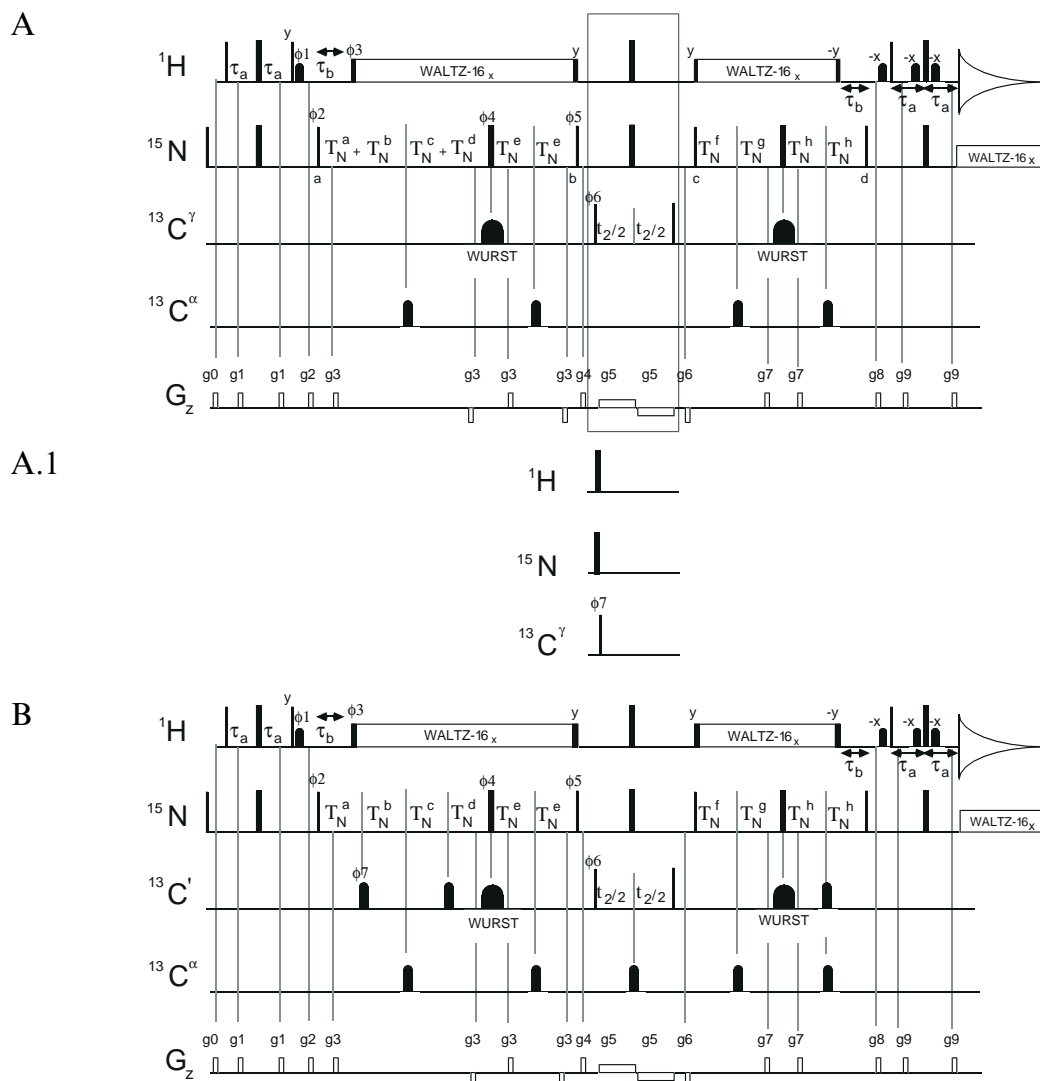 A
y
¹H τa τa ϕ1 τb ϕ3 WALTZ-16x y y WALTZ-16x -y -x -x -x
τb τa τa
ϕ2 ϕ4 ϕ5
¹⁵N TNa + TNb TNc + TNd TNe TNe TNf TNg TNh TNh WALTZ-16x
a b c d
ϕ6
¹³Cγ t2/2 t2/2
WURST WURST
¹³Cα
g0 g1 g1 g2 g3 g3 g3 g3 g4 g5 g5 g6 g7 g7 g8 g9 g9
Gz
A.1
¹H
¹⁵N
ϕ7
¹³Cγ
B
y
¹H τa τa ϕ1 τb ϕ3 WALTZ-16x y y WALTZ-16x -y -x -x -x
τb τa τa
ϕ2 ϕ4 ϕ5
¹⁵N TNa TNb TNc TNd TNe TNe TNf TNg TNh TNh WALTZ-16x
ϕ7 ϕ6
¹³C' t2/2 t2/2
WURST WURST
¹³Cα
g0 g1 g1 g2 g3 g3 g3 g3 g4 g5 g5 g6 g7 g7 g8 g9 g9
Gz